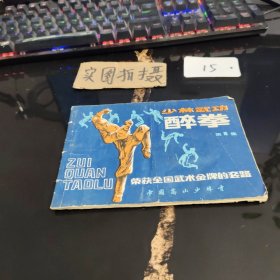 实图拍摄
15.
少林武功
醉拳
ZUI
QUAN
TAOLU
荣获全国武术金牌的套路
中国嵩山少林寺